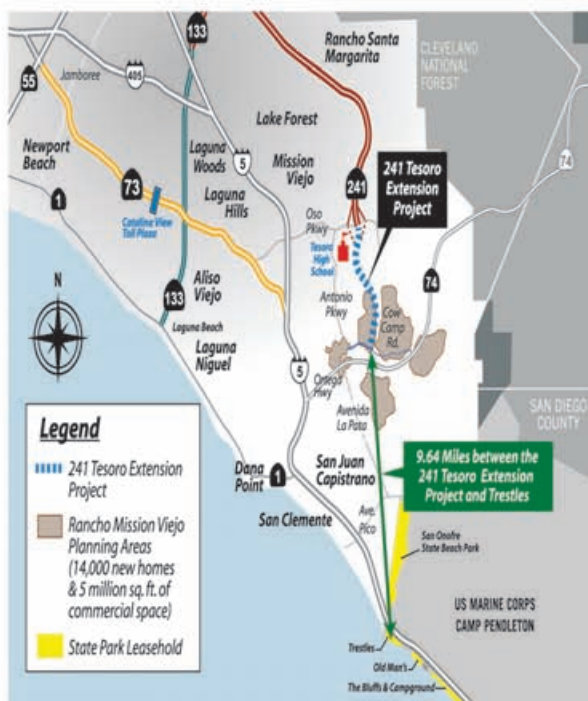 133
Rancho Santa
Margarita
CLEVELAND
NATIONAL
FOREST
55
Jamboree
405
Lake Forest
Newport
Beach
Laguna
Woods
5
Mission
Viejo
74
1
73
241
241 Tesoro
Extension
Project
Catalina View
Toll Plaza
Laguna
Hills
Oso
Pkwy
Tesoro
High
School
74
N
133
Aliso
Viejo
Antonio
Pkwy
Cow
Camp
Rd.
Laguna Beach
Laguna
Niguel
5
Ortega
Hwy
SAN DIEGO
COUNTY
Avenida
La Pata
Legend
241 Tesoro Extension
Project
Rancho Mission Viejo
Planning Areas
(14,000 new homes
& 5 million sq. ft. of
commercial space)
State Park Leasehold
Dana
Point
1
San Juan
Capistrano
9.64 Miles between the
241 Tesoro Extension
Project and Trestles
San Clemente
Ave.
Pico
San Onofre
State Beach Park
US MARINE CORPS
CAMP PENDLETON
Trestles
Old Man's
The Bluffs & Campground